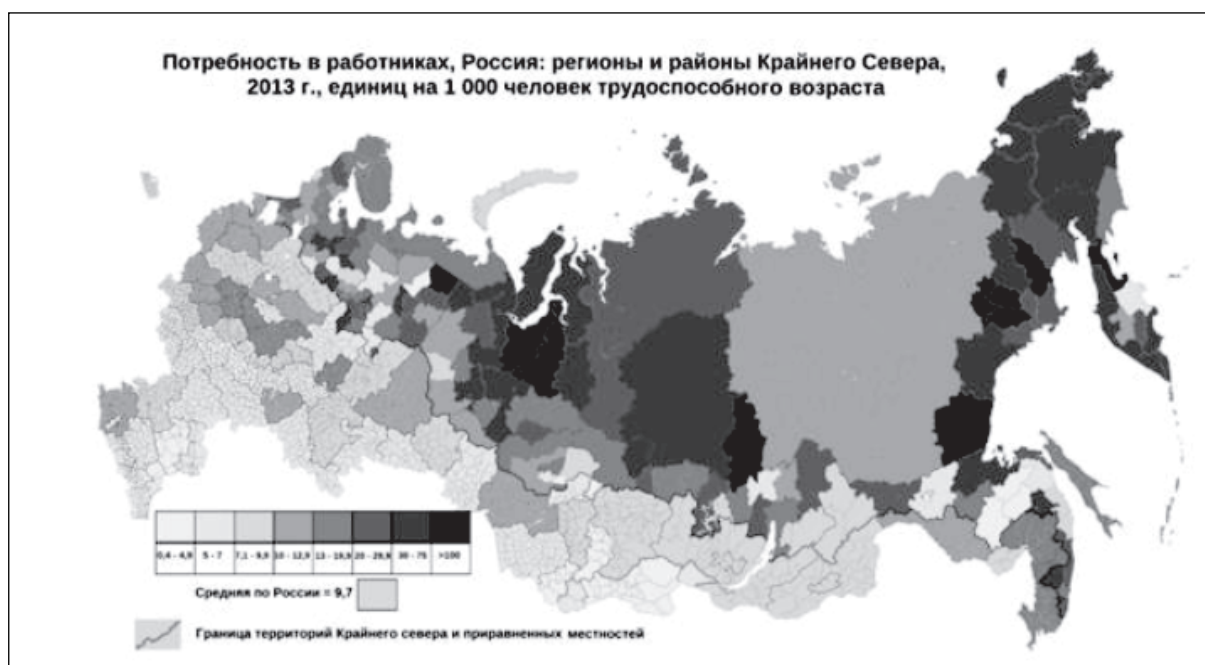 Потребность в работниках, Россия: регионы и районы Крайнего Севера,
2013 г., единиц на 1 000 человек трудоспособного возраста
0,4 - 4,9 5 - 7 7,1 - 9,9 10 - 12,9 13 - 19,9 20 - 29,9 30 - 75 >100
Средняя по России = 9,7
Граница территорий Крайнего севера и приравненных местностей